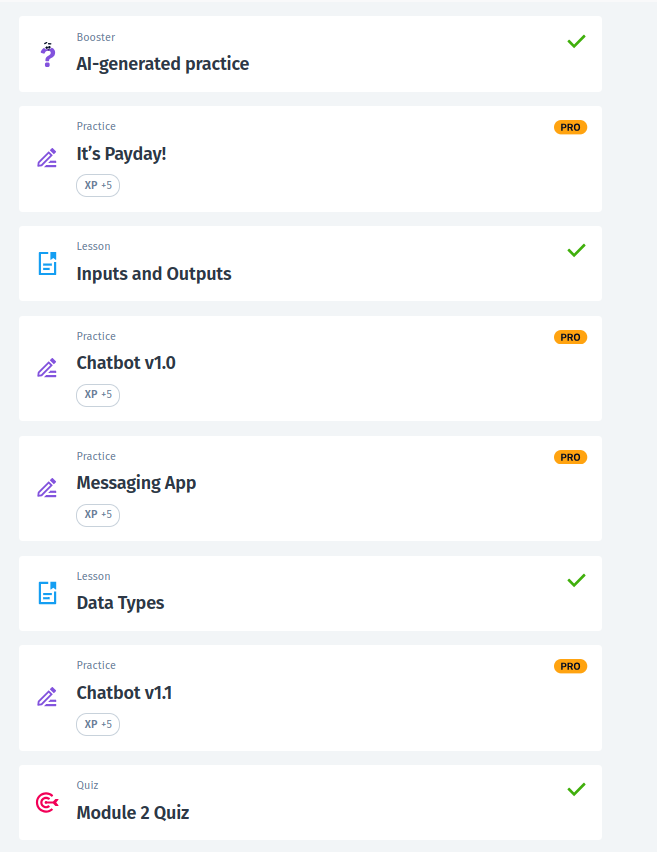 Booster
AI-generated practice
Practice
PRO
It's Payday!
XP +5
Lesson
Inputs and Outputs
Practice
PRO
Chatbot v1.0
XP +5
Practice
PRO
Messaging App
XP +5
Lesson
Data Types
Practice
PRO
Chatbot v1.1
XP +5
Quiz
Module 2 Quiz